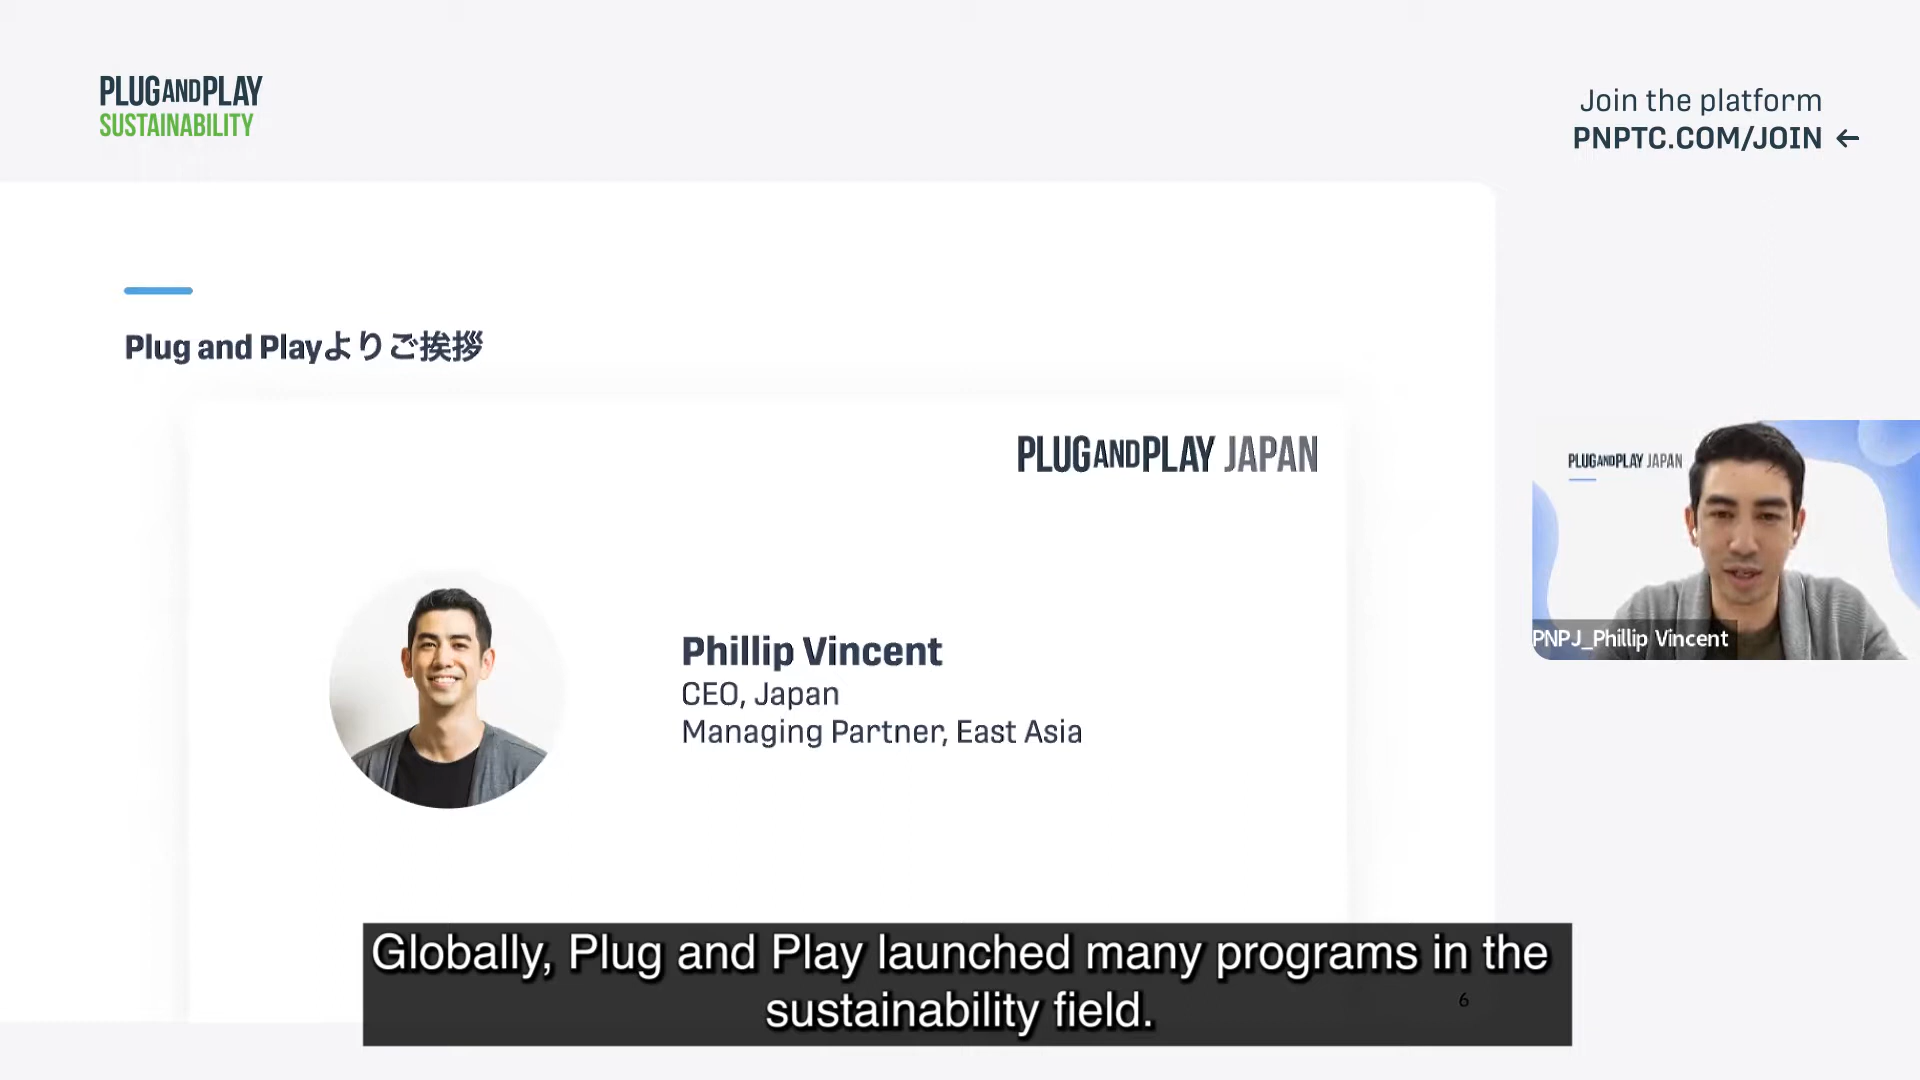 PLUGANDPLAY
SUSTAINABILITY
Join the platform
PNPTC.COM/JOIN ←
Plug and Playよりご挨拶
PLUGANDPLAY JAPAN
Phillip Vincent
CEO, Japan
Managing Partner, East Asia
PLUGANDPLAY JAPAN
PNPJ_Phillip Vincent
Globally, Plug and Play launched many programs in the
sustainability field.
6